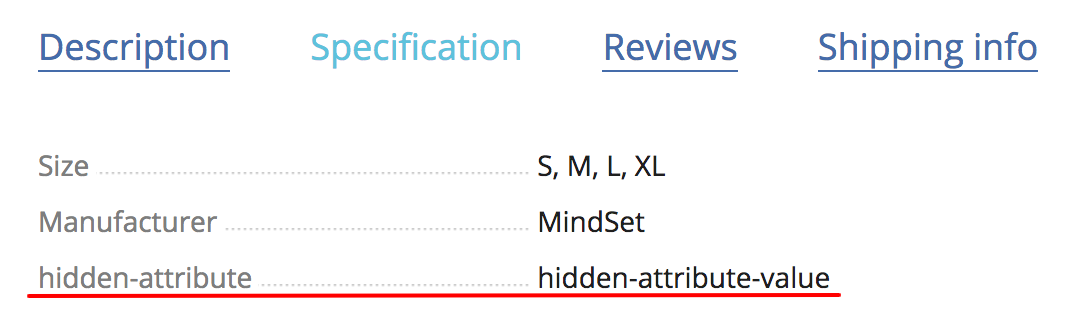 Description Specification Reviews Shipping info
Size S, M, L, XL
Manufacturer MindSet
hidden-attribute hidden-attribute-value